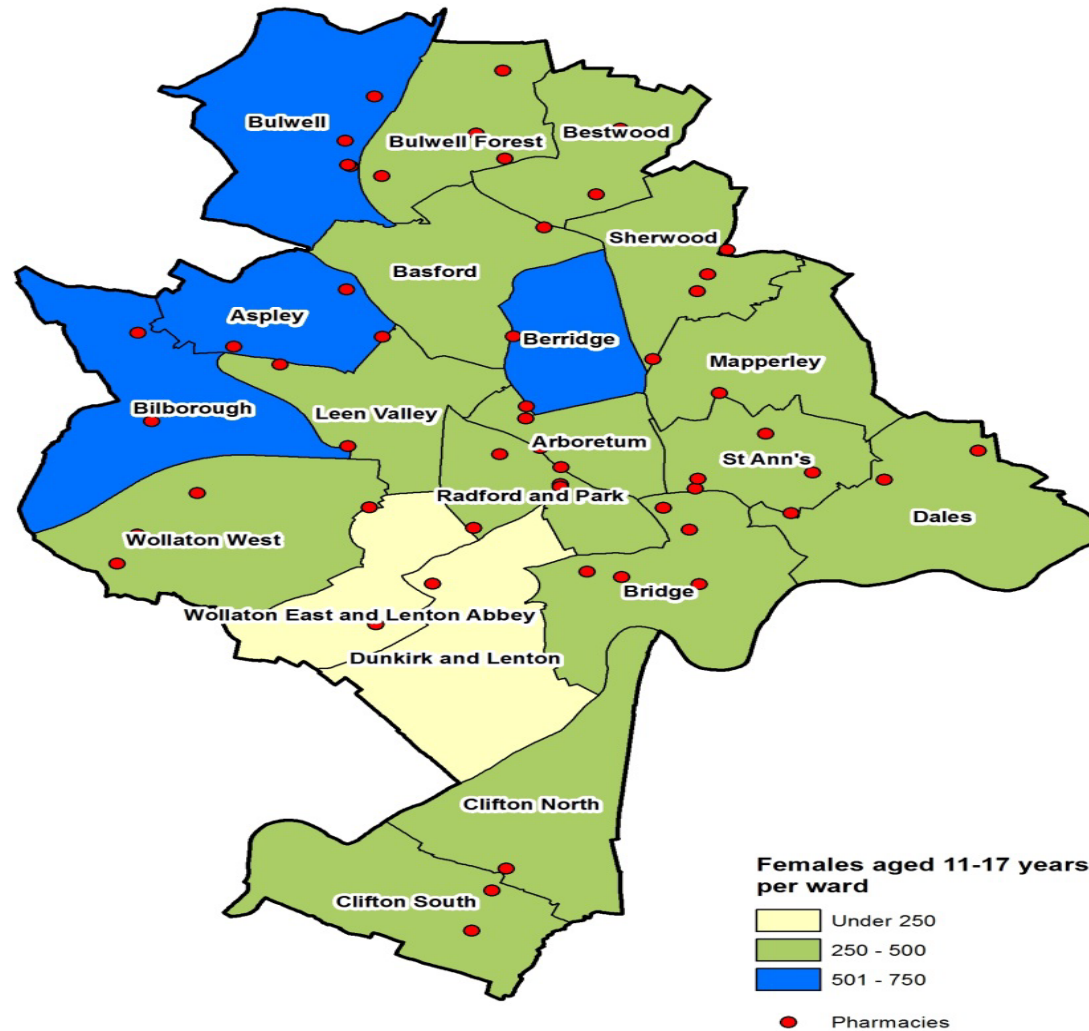 Bulwell
Bulwell Forest
Bestwood
Sherwood
Basford
Aspley
Berridge
Mapperley
Bilborough
Leen Valley
Arboretum
St Ann's
Radford and Park
Dales
Wollaton West
Bridge
Wollaton East and Lenton Abbey
Dunkirk and Lenton
Clifton North
Clifton South
Females aged 11-17 years
per ward
Under 250
250 - 500
501 - 750
Pharmacies